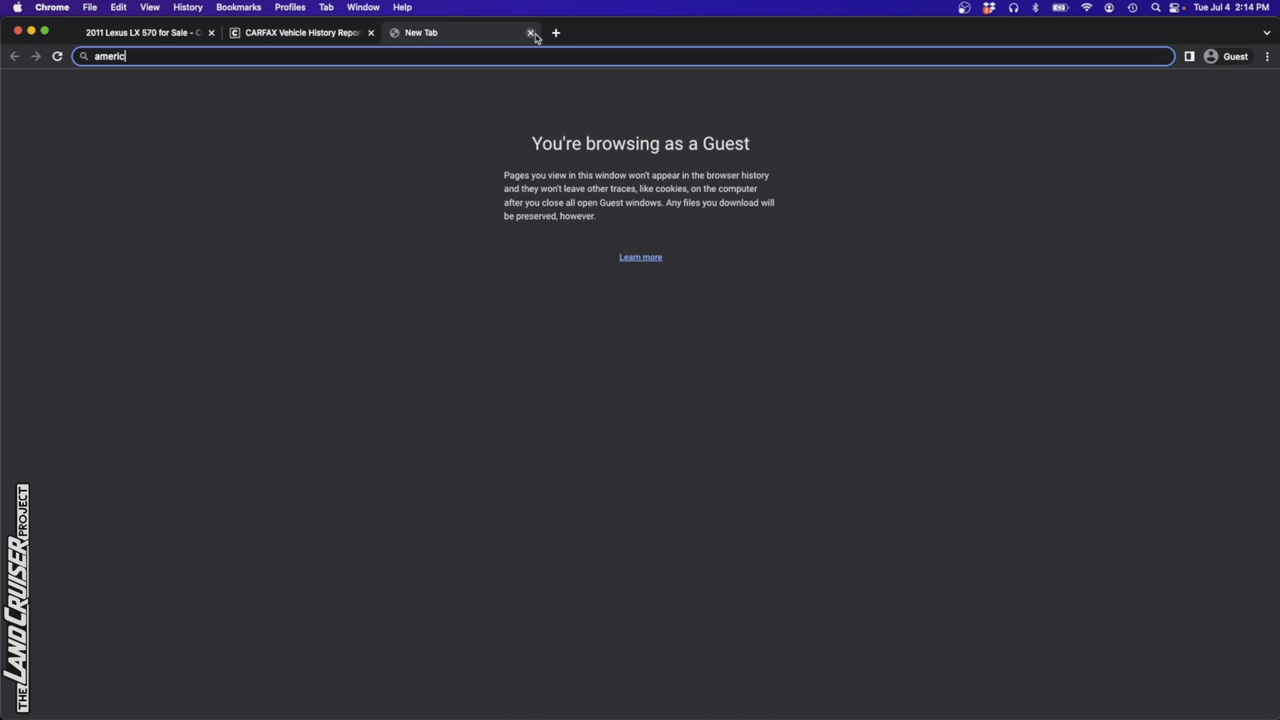 Chrome File Edit View History Bookmarks Profiles Tab Window Help Tue Jul 4 2:14 PM
2011 Lexus LX 570 for Sale - C CARFAX Vehicle History Repor New Tab
americ Guest
You're browsing as a Guest
Pages you view in this window won't appear in the browser history
and they won't leave other traces, like cookies, on the computer
after you close all open Guest windows. Any files you download will
be preserved, however.
Learn more
THE LAND CRUISER PROJECT